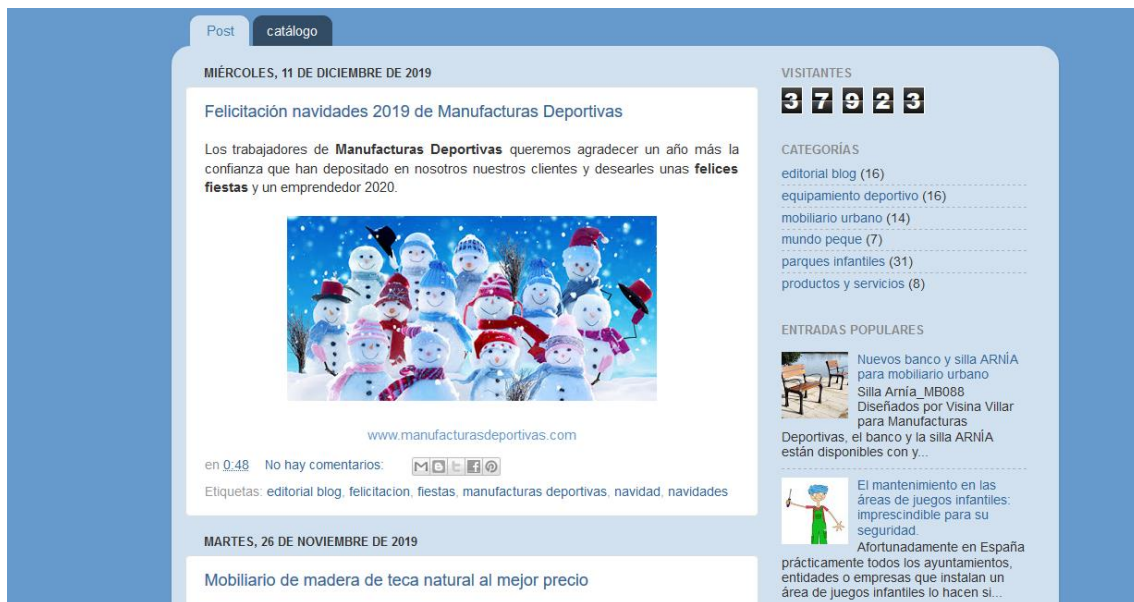 Post
catálogo
MIÉRCOLES, 11 DE DICIEMBRE DE 2019
Felicitación navidades 2019 de Manufacturas Deportivas
Los trabajadores de Manufacturas Deportivas queremos agradecer un año más la
confianza que han depositado en nosotros nuestros clientes y desearles unas felices
fiestas y un emprendedor 2020.
www.manufacturasdeportivas.com
en 0:48 No hay comentarios:
Etiquetas: editorial blog, felicitacion, fiestas, manufacturas deportivas, navidad, navidades
MARTES, 26 DE NOVIEMBRE DE 2019
Mobiliario de madera de teca natural al mejor precio
VISITANTES
37923
CATEGORÍAS
editorial blog (16)
equipamiento deportivo (16)
mobiliario urbano (14)
mundo peque (7)
parques infantiles (31)
productos y servicios (8)
ENTRADAS POPULARES
Nuevos banco y silla ARNÍA
para mobiliario urbano
Silla Arnía_MB088
Diseñados por Visina Villar
para Manufacturas
Deportivas, el banco y la silla ARNÍA
están disponibles con y...
El mantenimiento en las
áreas de juegos infantiles:
imprescindible para su
seguridad.
Afortunadamente en España
prácticamente todos los ayuntamientos,
entidades o empresas que instalan un
área de juegos infantiles lo hacen si...